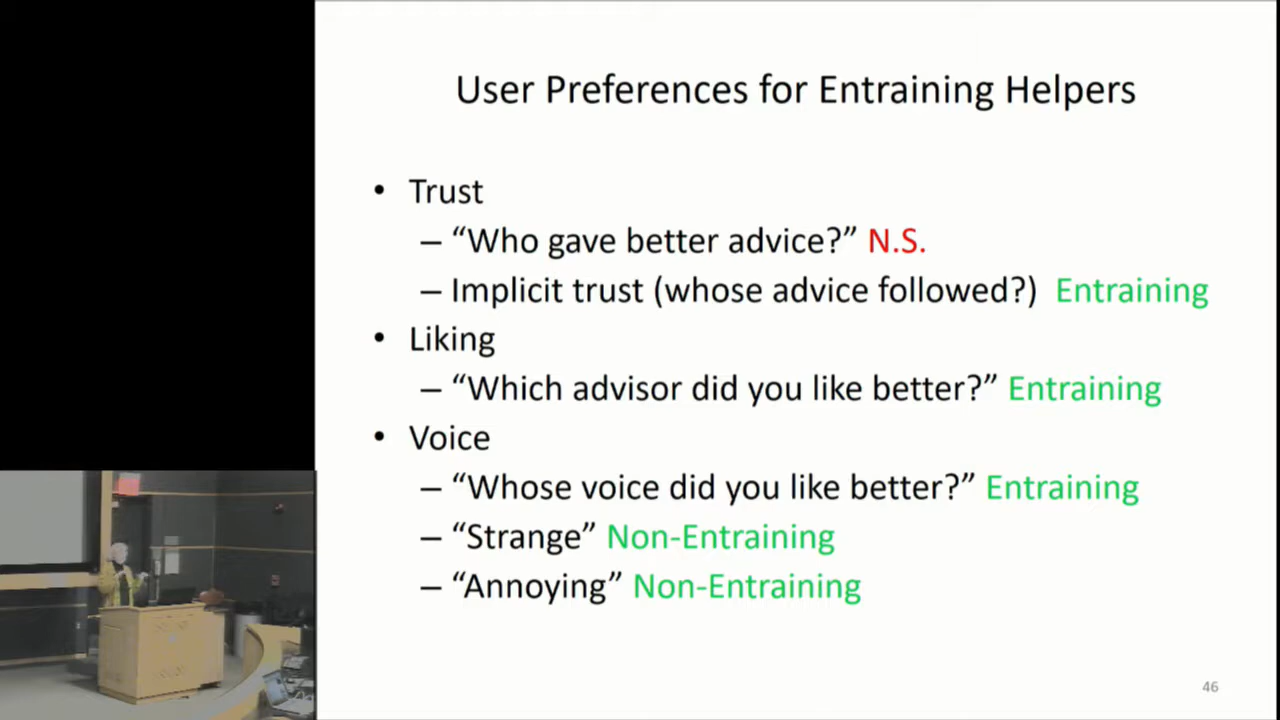 User Preferences for Entraining Helpers
• Trust
– “Who gave better advice?” N.S.
– Implicit trust (whose advice followed?) Entraining
• Liking
– “Which advisor did you like better?” Entraining
• Voice
– “Whose voice did you like better?” Entraining
– “Strange” Non-Entraining
– “Annoying” Non-Entraining
46